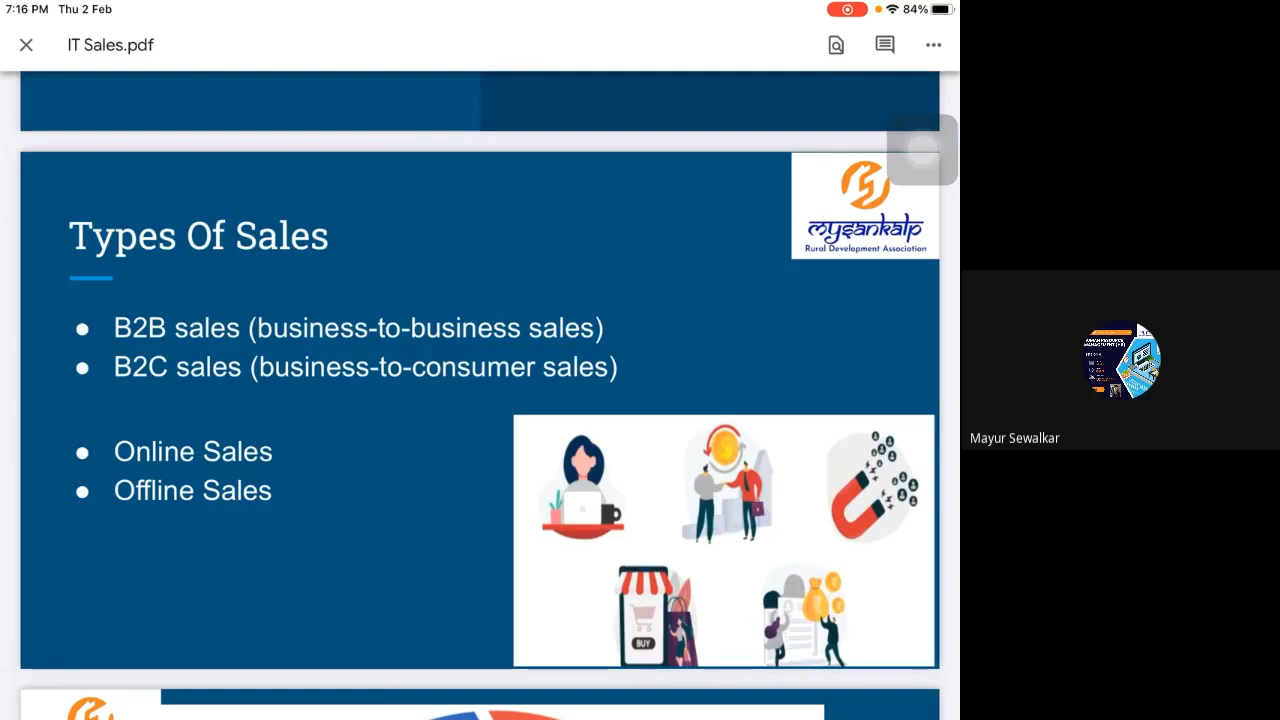 7:16 PM Thu 2 Feb
84%
IT Sales.pdf
mysankalp
Rural Development Association
Types Of Sales
B2B sales (business-to-business sales)
B2C sales (business-to-consumer sales)
Online Sales
Offline Sales
BUY
Mayur Sewalkar